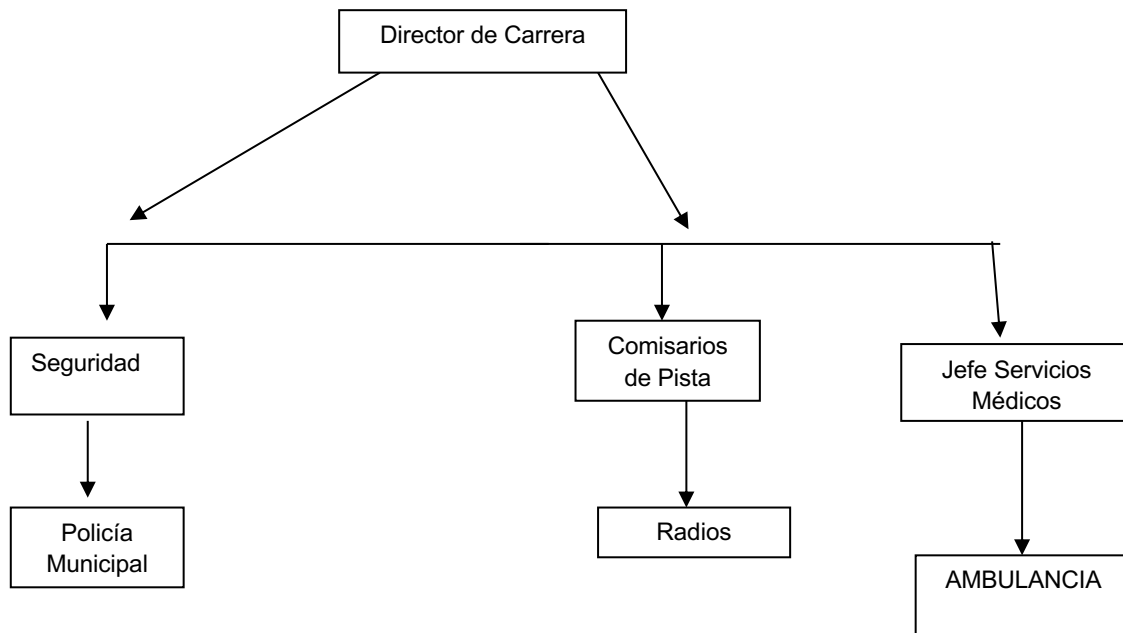 Director de Carrera
Seguridad
Comisarios
de Pista
Jefe Servicios
Médicos
Policía
Municipal
Radios
AMBULANCIA